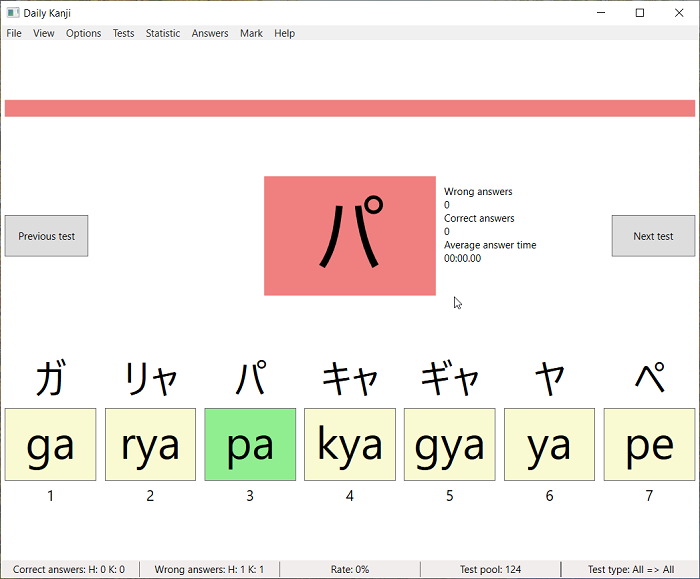 Daily Kanji
File View Options Tests Statistic Answers Mark Help
パ
Wrong answers
0
Correct answers
0
Average answer time
00:00.00
Previous test
Next test
ガ リャ パ キャ ギャ ヤ ペ
ga rya pa kya gya ya pe
1 2 3 4 5 6 7
Correct answers: H: 0 K: 0 Wrong answers: H: 1 K: 1 Rate: 0% Test pool: 124 Test type: All => All